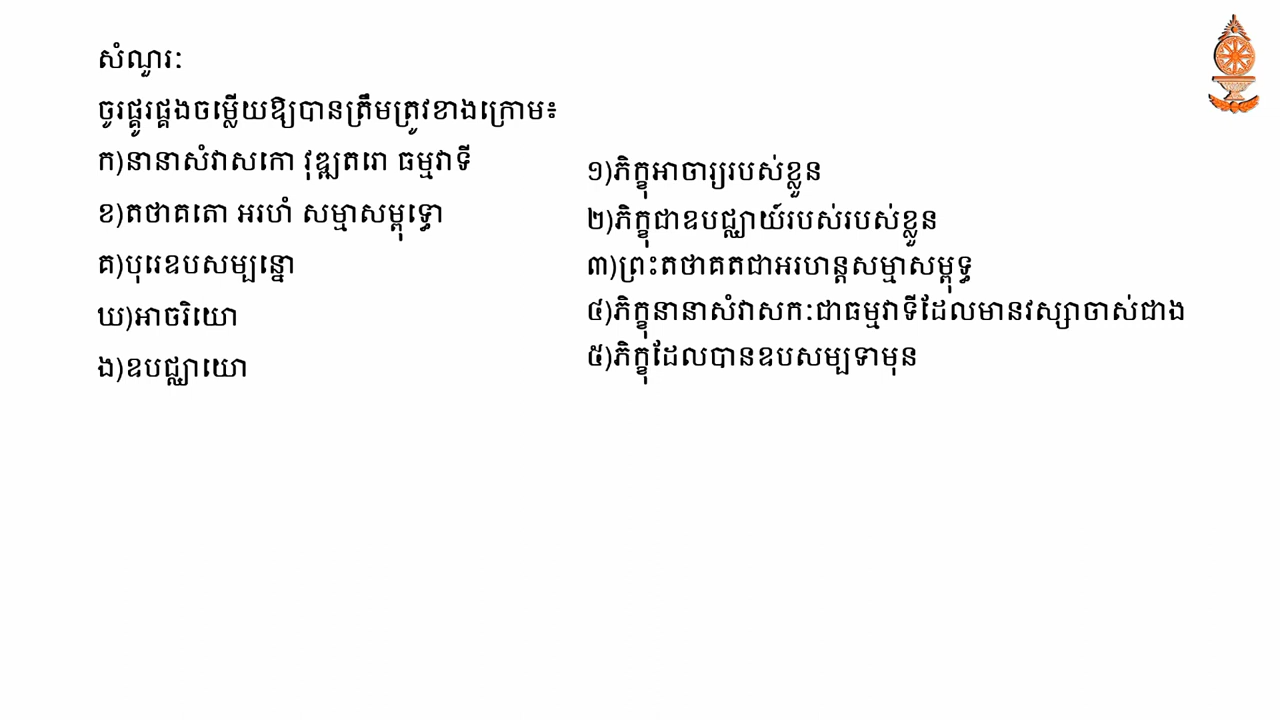 សំណួរៈ
ចូរផ្គូរផ្គងចម្លើយឱ្យបានត្រឹមត្រូវខាងក្រោម៖
ក)នានាសំវាសកោ វុឌ្ឍតរោ ធម្មវាទី
ខ)តថាគតោ អរហំ សម្មាសម្ពុទ្ធោ
គ)បុរេឧបសម្បន្នោ
ឃ)អាចរិយោ
ង)ឧបជ្ឈាយោ
១)ភិក្ខុអាចារ្យរបស់ខ្លួន
២)ភិក្ខុជាឧបជ្ឈាយ៍របស់របស់ខ្លួន
៣)ព្រះតថាគតជាអរហន្តសម្មាសម្ពុទ្ធ
៤)ភិក្ខុនានាសំវាសកៈជាធម្មវាទីដែលមានវស្សាចាស់ជាង
៥)ភិក្ខុដែលបានឧបសម្បទាមុន